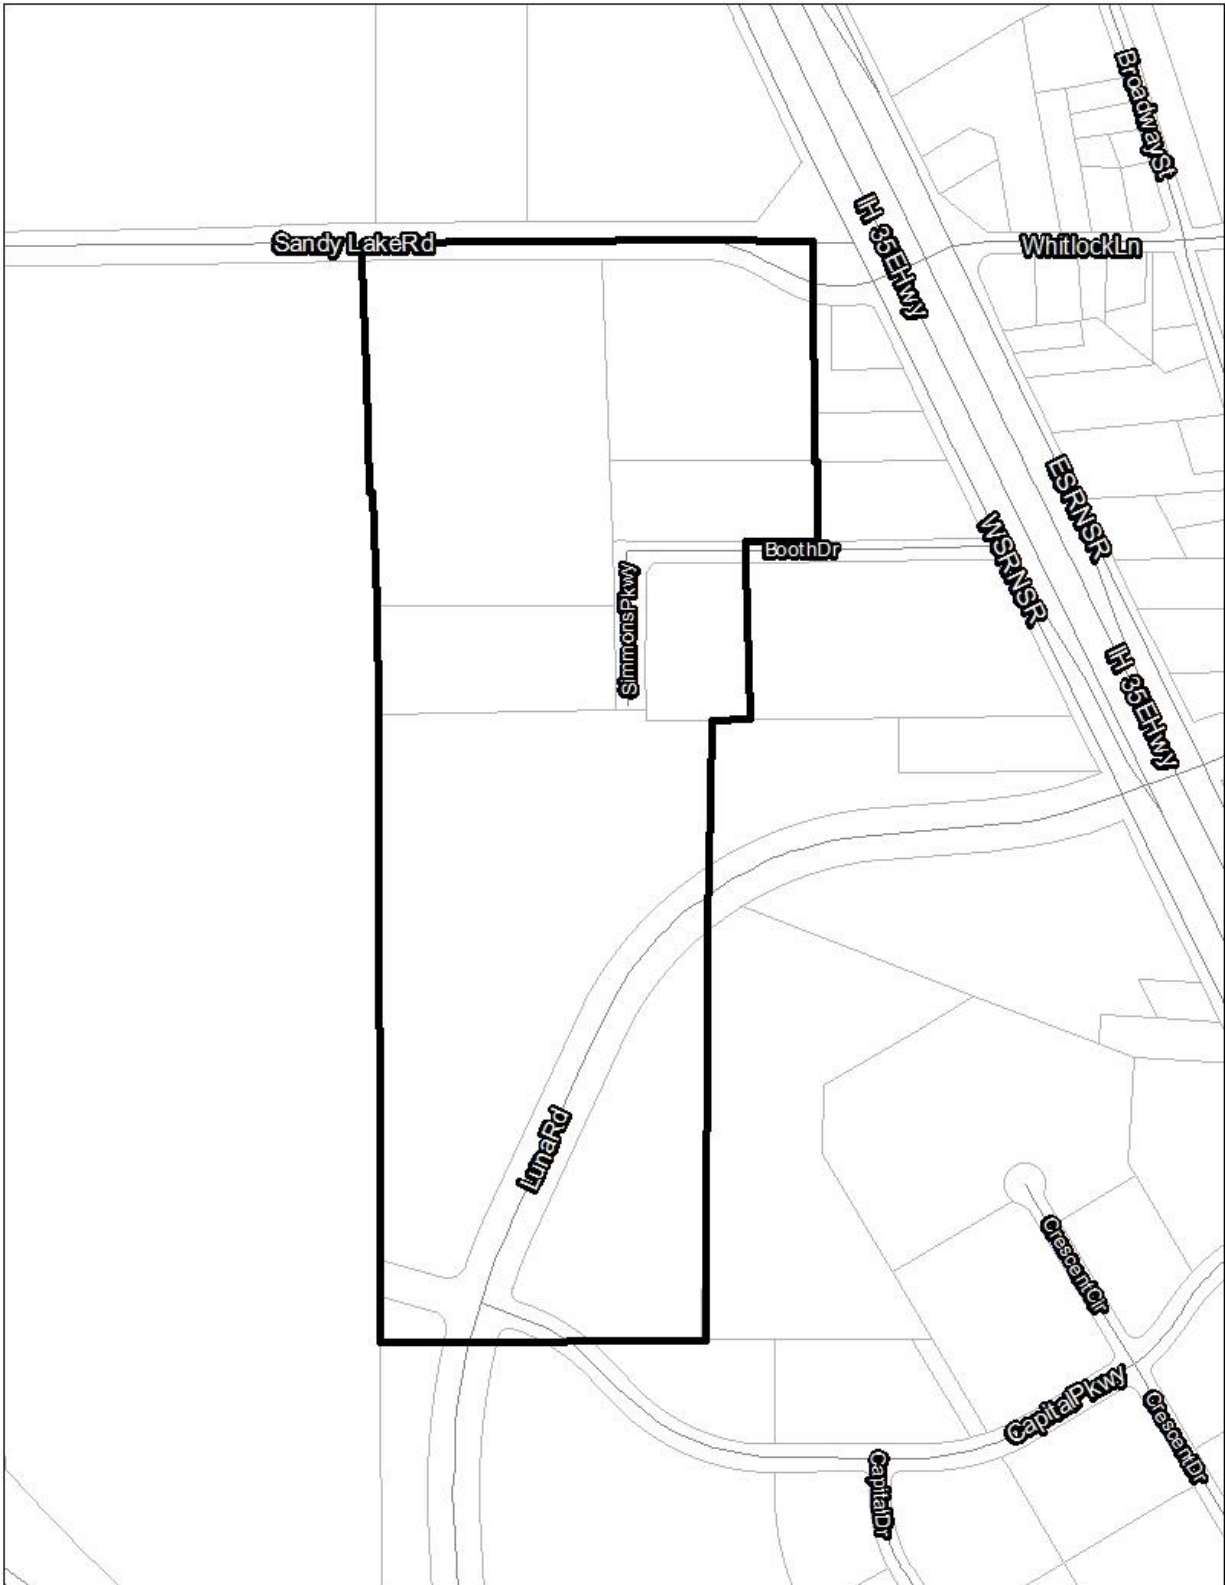 BroadwaySt
Sandy LakeRd
IH 35EHwy
WhitlockLn
ESRNSR
WSRNSR
BoothDr
SimmonsPkwy
IH 35EHwy
LunaRd
CrescentCir
CapitalPkwy
CrescentDr
CapitalDr